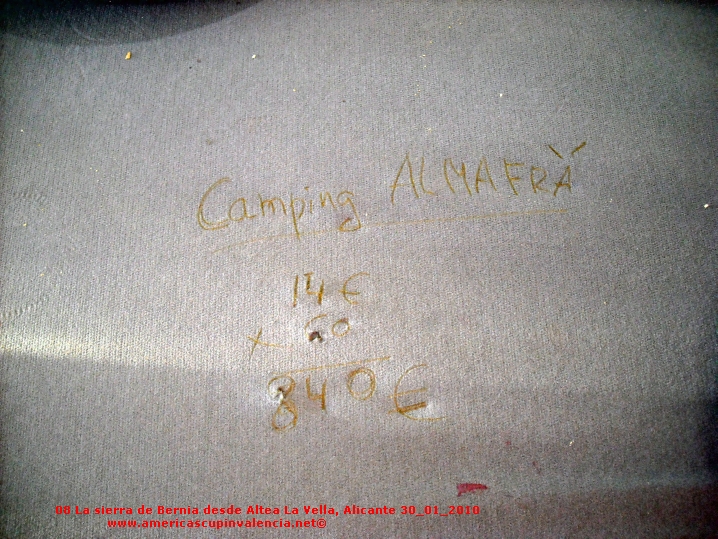 Camping ALMAFRÀ
14 €
x 60
840 €
08 La sierra de Bernia desde Altea La Vella, Alicante 30_01_2010
www.americascupinvalencia.net©